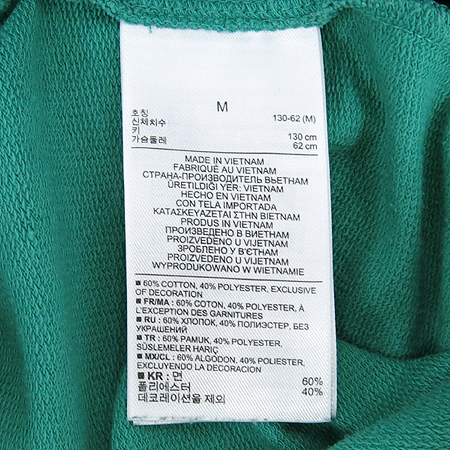 M
호칭
신체치수 130-62 (M)
키 130 cm
가슴둘레 62 cm
MADE IN VIETNAM
FABRIQUÉ AU VIETNAM
СТРАНА-ПРОИЗВОДИТЕЛЬ ВЬЕТНАМ
ÜRETILDIĞI YER: VIETNAM
HECHO EN VIETNAM
CON TELA IMPORTADA
ΚΑΤΑΣΚΕΥΑΖΕΤΑΙ ΣΤΗΝ ΒΙΕΤΝΑΜ
PRODUS IN VIETNAM
ПРОИЗВЕДЕНО В ВИЕТНАМ
PROIZVEDENO U VIJETNAM
ЗРОБЛЕНО У В'ЄТНАМ
PROIZVEDENO U VIJETNAMU
WYPRODUKOWANO W WIETNAM
■ 60% COTTON, 40% POLYESTER, EXCLUSIVE
OF DECORATION
■ FR/MA : 60% COTON, 40% POLYESTER, À
L'EXCEPTION DES GARNITURES
■ RU : 60% ХЛОПОК, 40% ПОЛИЭСТЕР, БЕЗ
УКРАШЕНИЙ
■ TR : 60% PAMUK, 40% POLYESTER,
SÜSLEMELER HARIÇ
■ MX/CL : 60% ALGODON, 40% POLIESTER,
EXCLUYENDO LA DECORACION
■ KR : 면 60%
폴리에스터 40%
데코레이션을 제외